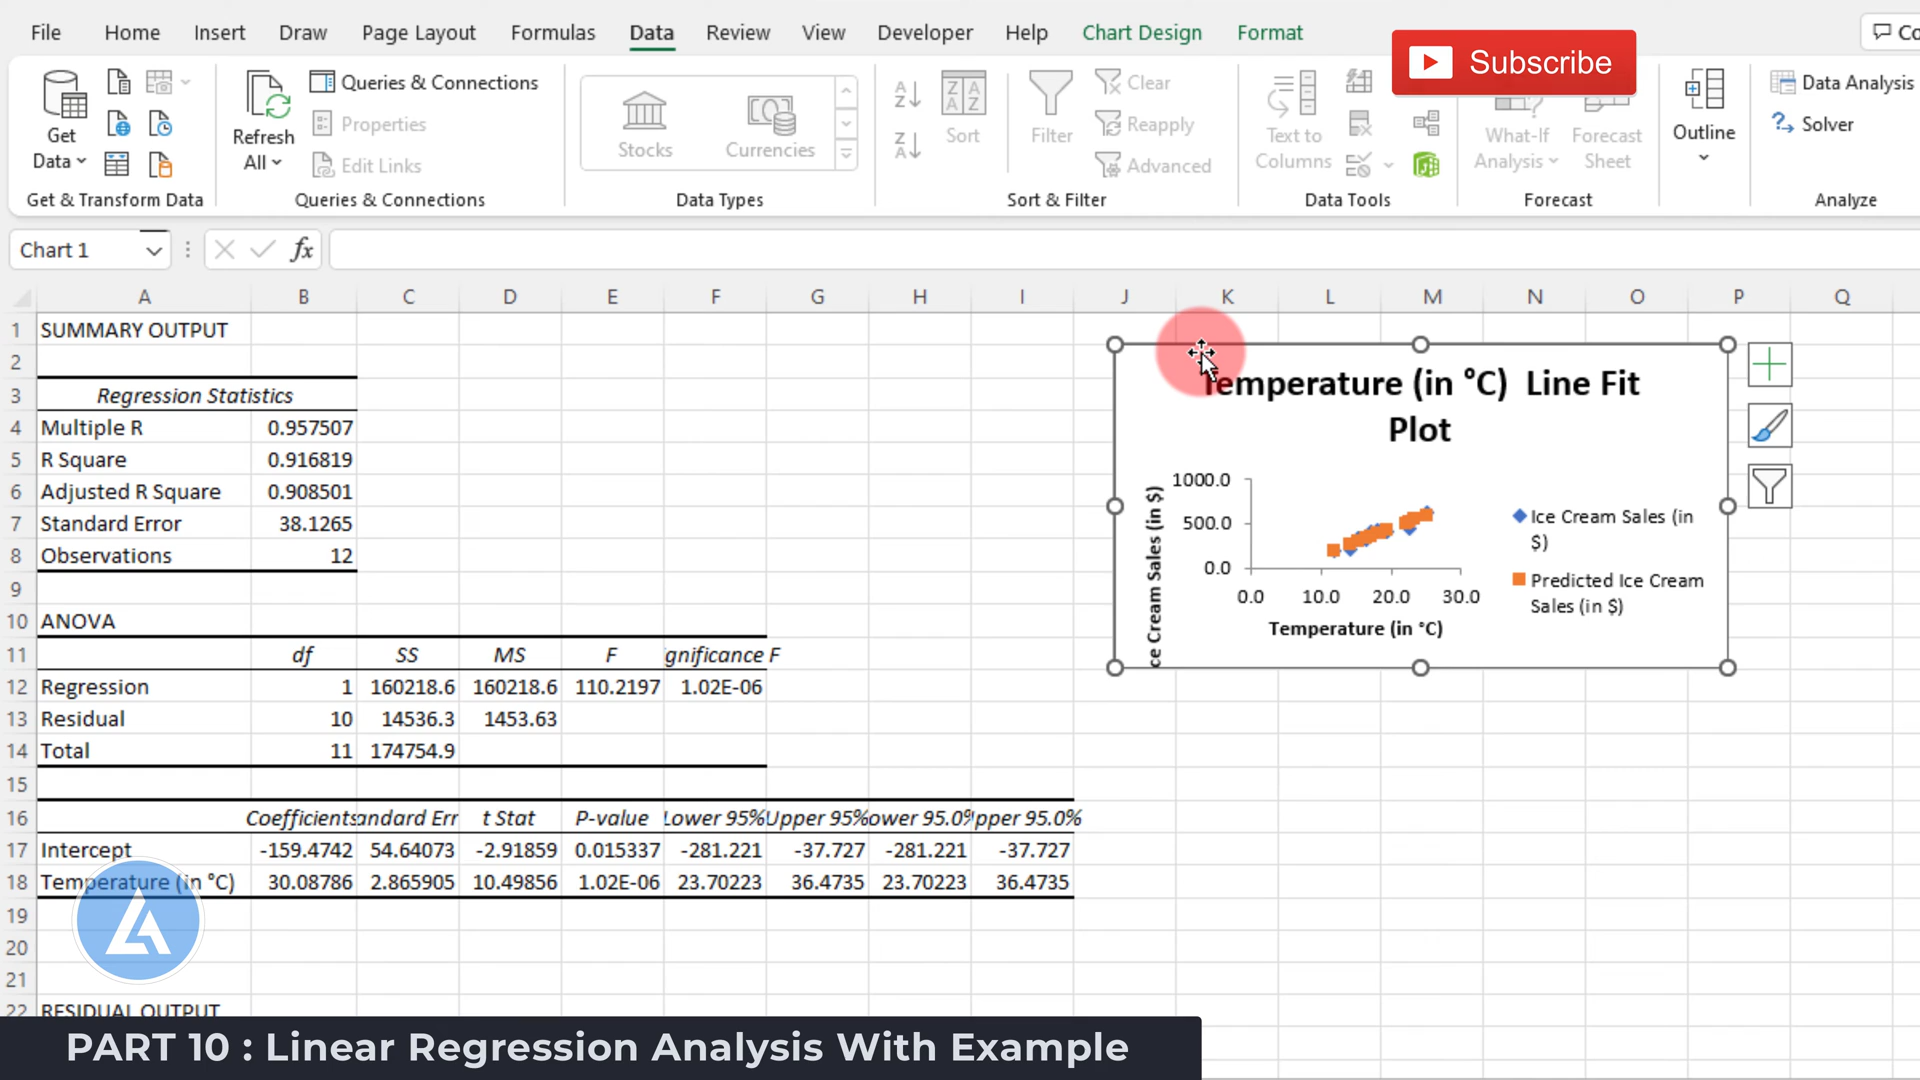 File Home Insert Draw Page Layout Formulas Data Review View Developer Help Chart Design Format Co
Subscribe
Get Data
Refresh All
Queries & Connections
Properties
Edit Links
Stocks Currencies
Sort
Filter
Clear
Reapply
Advanced
Text to Columns
What-If Analysis
Forecast Sheet
Outline
Data Analysis
Solver
Get & Transform Data Queries & Connections Data Types Sort & Filter Data Tools Forecast Analyze
Chart 1 fx
A B C D E F G H I J K L M N O P Q
1 SUMMARY OUTPUT
2
3 Regression Statistics
4 Multiple R 0.957507
5 R Square 0.916819
6 Adjusted R Square 0.908501
7 Standard Error 38.1265
8 Observations 12
9
10 ANOVA
11 df SS MS F gnificance F
12 Regression 1 160218.6 160218.6 110.2197 1.02E-06
13 Residual 10 14536.3 1453.63
14 Total 11 174754.9
15
16 Coefficients andard Err t Stat P-value Lower 95% Upper 95% ower 95.0% pper 95.0%
17 Intercept -159.4742 54.64073 -2.91859 0.015337 -281.221 -37.727 -281.221 -37.727
18 Temperature (in °C) 30.08786 2.865905 10.49856 1.02E-06 23.70223 36.4735 23.70223 36.4735
19
20
21
22 RESIDUAL OUTPUT
Temperature (in °C) Line Fit
Plot
ce Cream Sales (in $)
1000.0
500.0
0.0
0.0 10.0 20.0 30.0
Temperature (in °C)
Ice Cream Sales (in
$)
Predicted Ice Cream
Sales (in $)
PART 10 : Linear Regression Analysis With Example